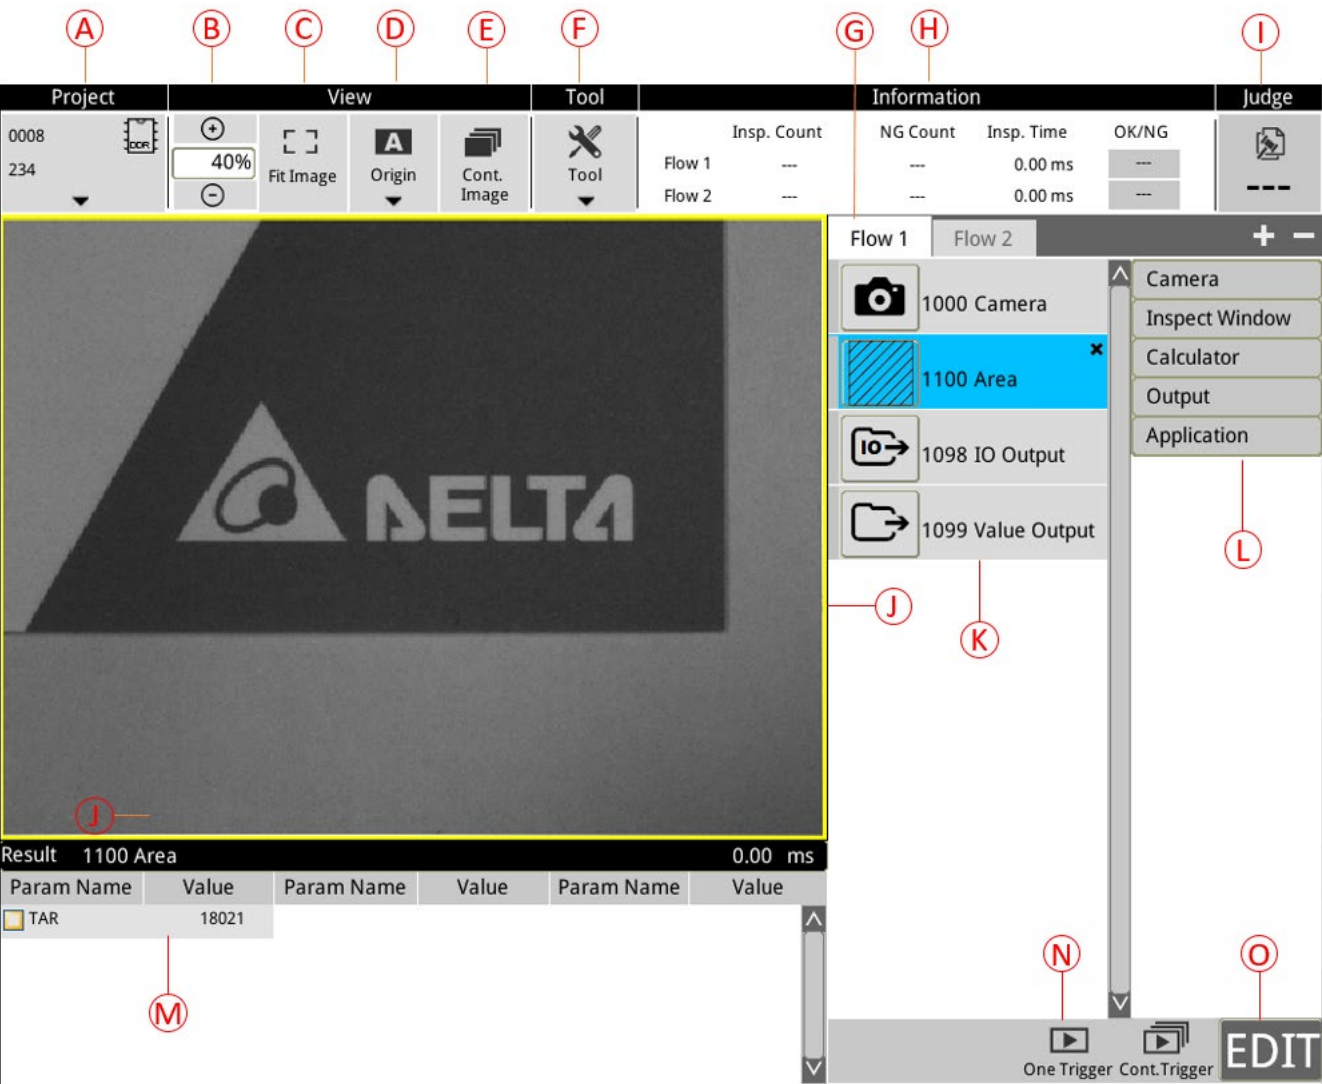 A B C D E F G H I
Project View Tool Information Judge
0008 DDR
234
40%
Fit Image
A
Origin
Cont.
Image
Tool
Insp. Count NG Count Insp. Time OK/NG
Flow 1 --- --- 0.00 ms ---
Flow 2 --- --- 0.00 ms ---
---
Flow 1 Flow 2 + −
DELTA
1000 Camera
1100 Area
IO 1098 IO Output
1099 Value Output
Camera
Inspect Window
Calculator
Output
Application
L
J
K
J
Result 1100 Area 0.00 ms
Param Name Value Param Name Value Param Name Value
TAR 18021
M
N O
One Trigger Cont.Trigger EDIT